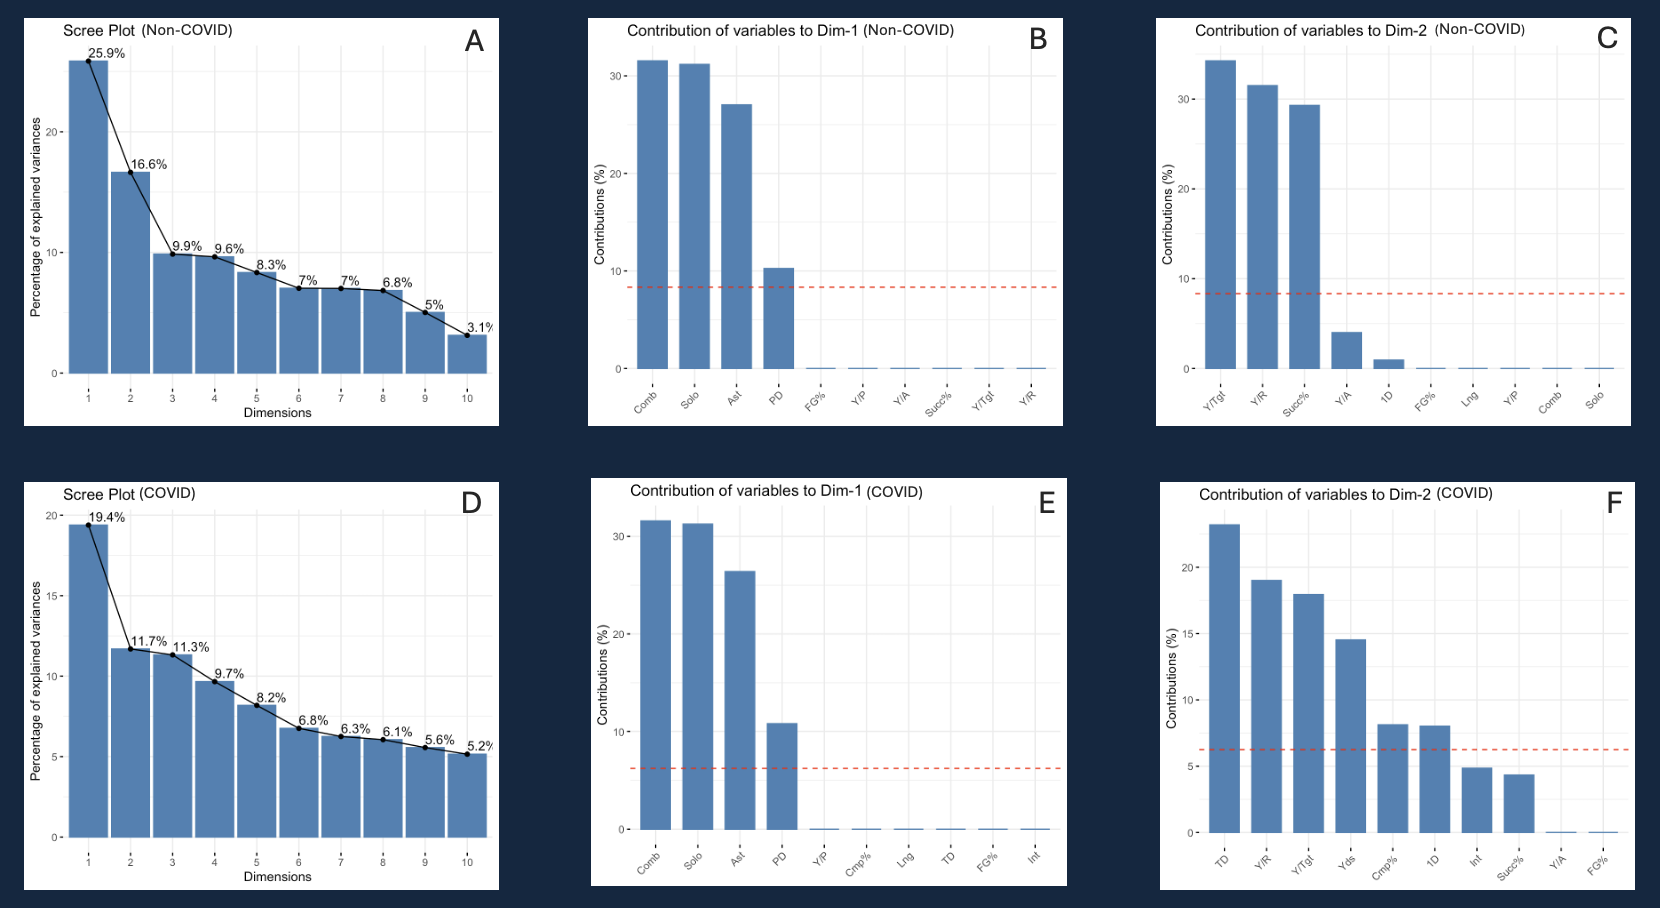 Scree Plot (Non-COVID)
A
25.9%
16.6%
9.9%
9.6%
8.3%
7%
7%
6.8%
5%
3.1%
Percentage of explained variances
20
10
0
1 2 3 4 5 6 7 8 9 10
Dimensions
Contribution of variables to Dim-1 (Non-COVID)
B
Contributions (%)
30
20
10
0
Comb Solo Ast PD FG% Y/P Y/A Succ% Y/Tgt Y/R
Contribution of variables to Dim-2 (Non-COVID)
C
Contributions (%)
30
20
10
0
Y/Tgt Y/R Succ% Y/A 1D FG% Lng Y/P Comb Solo
Scree Plot (COVID)
D
19.4%
11.7%
11.3%
9.7%
8.2%
6.8%
6.3%
6.1%
5.6%
5.2%
Percentage of explained variances
20
15
10
5
0
1 2 3 4 5 6 7 8 9 10
Dimensions
Contribution of variables to Dim-1 (COVID)
E
Contributions (%)
30
20
10
0
Comb Solo Ast PD Y/P Cmp% Lng TD FG% Int
Contribution of variables to Dim-2 (COVID)
F
Contributions (%)
20
15
10
5
0
TD Y/R Y/Tgt Yds Cmp% 1D Int Succ% Y/A FG%